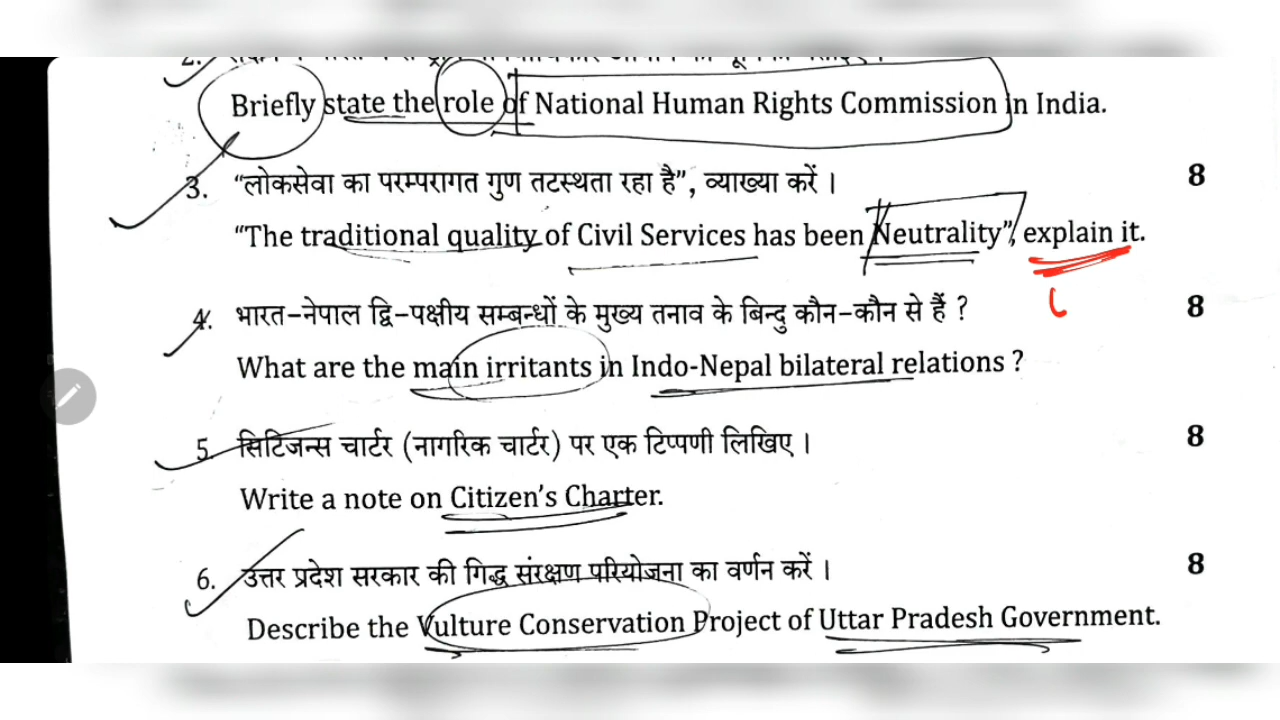 2.
Briefly state the role of National Human Rights Commission in India.
3. “लोकसेवा का परम्परागत गुण तटस्थता रहा है”, व्याख्या करें । 8
“The traditional quality of Civil Services has been Neutrality”, explain it.
4. भारत-नेपाल द्वि-पक्षीय सम्बन्धों के मुख्य तनाव के बिन्दु कौन-कौन से हैं ? 8
What are the main irritants in Indo-Nepal bilateral relations ?
5. सिटिजन्स चार्टर (नागरिक चार्टर) पर एक टिप्पणी लिखिए । 8
Write a note on Citizen’s Charter.
6. उत्तर प्रदेश सरकार की गिद्ध संरक्षण परियोजना का वर्णन करें । 8
Describe the Vulture Conservation Project of Uttar Pradesh Government.